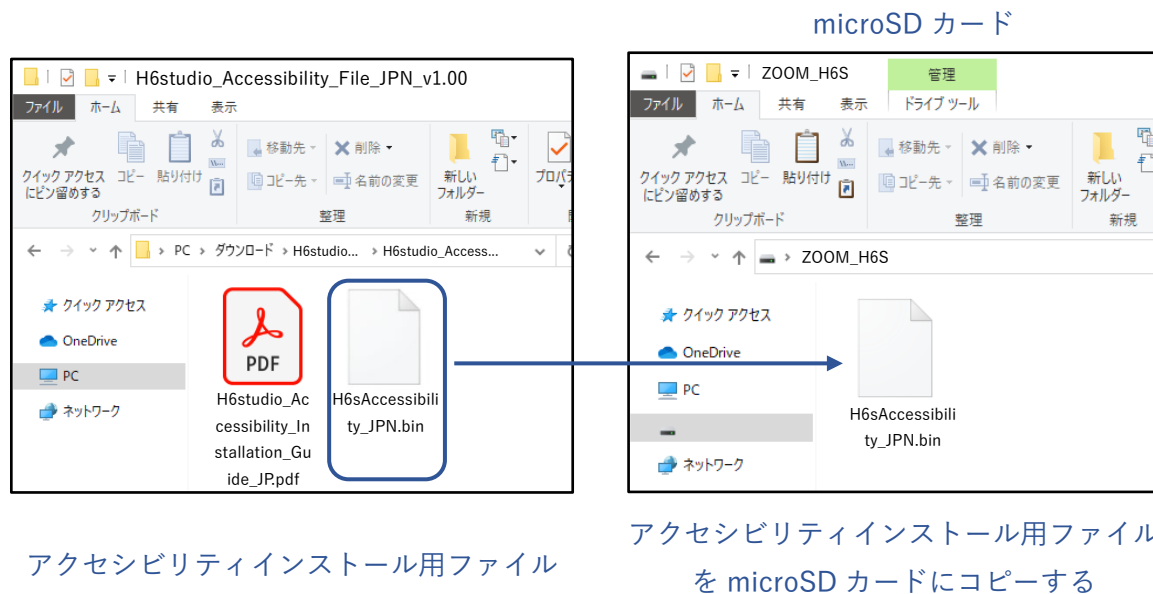 microSD カード
H6studio_Accessibility_File_JPN_v1.00
ファイル ホーム 共有 表示
クイック アクセス
にピン留めする
コピー
貼り付け
移動先
コピー先
削除
名前の変更
新しい
フォルダー
クリップボード
整理
新規
PC › ダウンロード › H6studio... › H6studio_Access...
クイック アクセス
OneDrive
PC
ネットワーク
PDF
H6studio_Ac
cessibility_In
stallation_Gu
ide_JP.pdf
H6sAccessibili
ty_JPN.bin
アクセシビリティインストール用ファイル
ZOOM_H6S
管理
ファイル ホーム 共有 表示 ドライブ ツール
クイック アクセス
にピン留めする
コピー
貼り付け
移動先
コピー先
削除
名前の変更
新しい
フォルダー
クリップボード
整理
新規
› ZOOM_H6S
クイック アクセス
OneDrive
PC
ネットワーク
H6sAccessibili
ty_JPN.bin
アクセシビリティインストール用ファイル
を microSD カードにコピーする